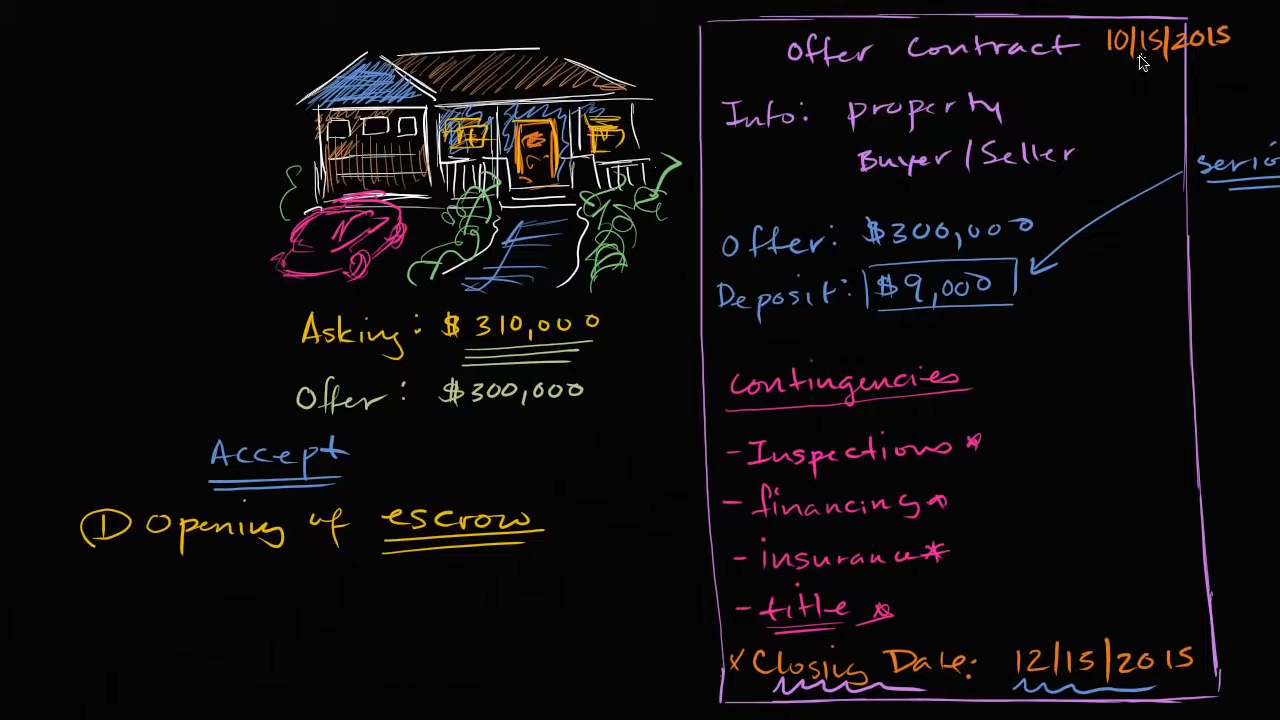 Asking: $310,000
Offer: $300,000
Accept
① Opening of escrow
Offer Contract 10/15/2015
Info: property
Buyer/Seller
Offer: $300,000
Deposit: $9,000
Contingencies
- Inspections *
- financing *
- insurance *
- title *
x Closing Date: 12/15/2015